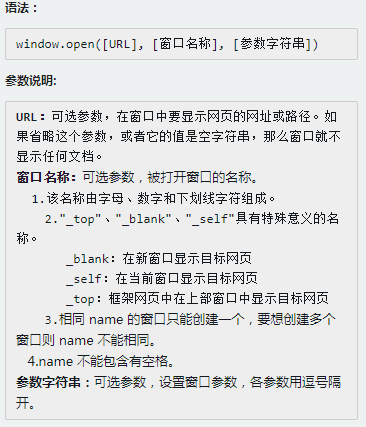 语法：
window.open([URL], [窗口名称], [参数字符串])
参数说明:
URL：可选参数，在窗口中要显示网页的网址或路径。如
果省略这个参数，或者它的值是空字符串，那么窗口就不
显示任何文档。
窗口名称：可选参数，被打开窗口的名称。
1.该名称由字母、数字和下划线字符组成。
2."_top"、"_blank"、"_self"具有特殊意义的名
称。
_blank：在新窗口显示目标网页
_self：在当前窗口显示目标网页
_top：框架网页中在上部窗口中显示目标网页
3.相同 name 的窗口只能创建一个，要想创建多个
窗口则 name 不能相同。
4.name 不能包含有空格。
参数字符串：可选参数，设置窗口参数，各参数用逗号隔
开。